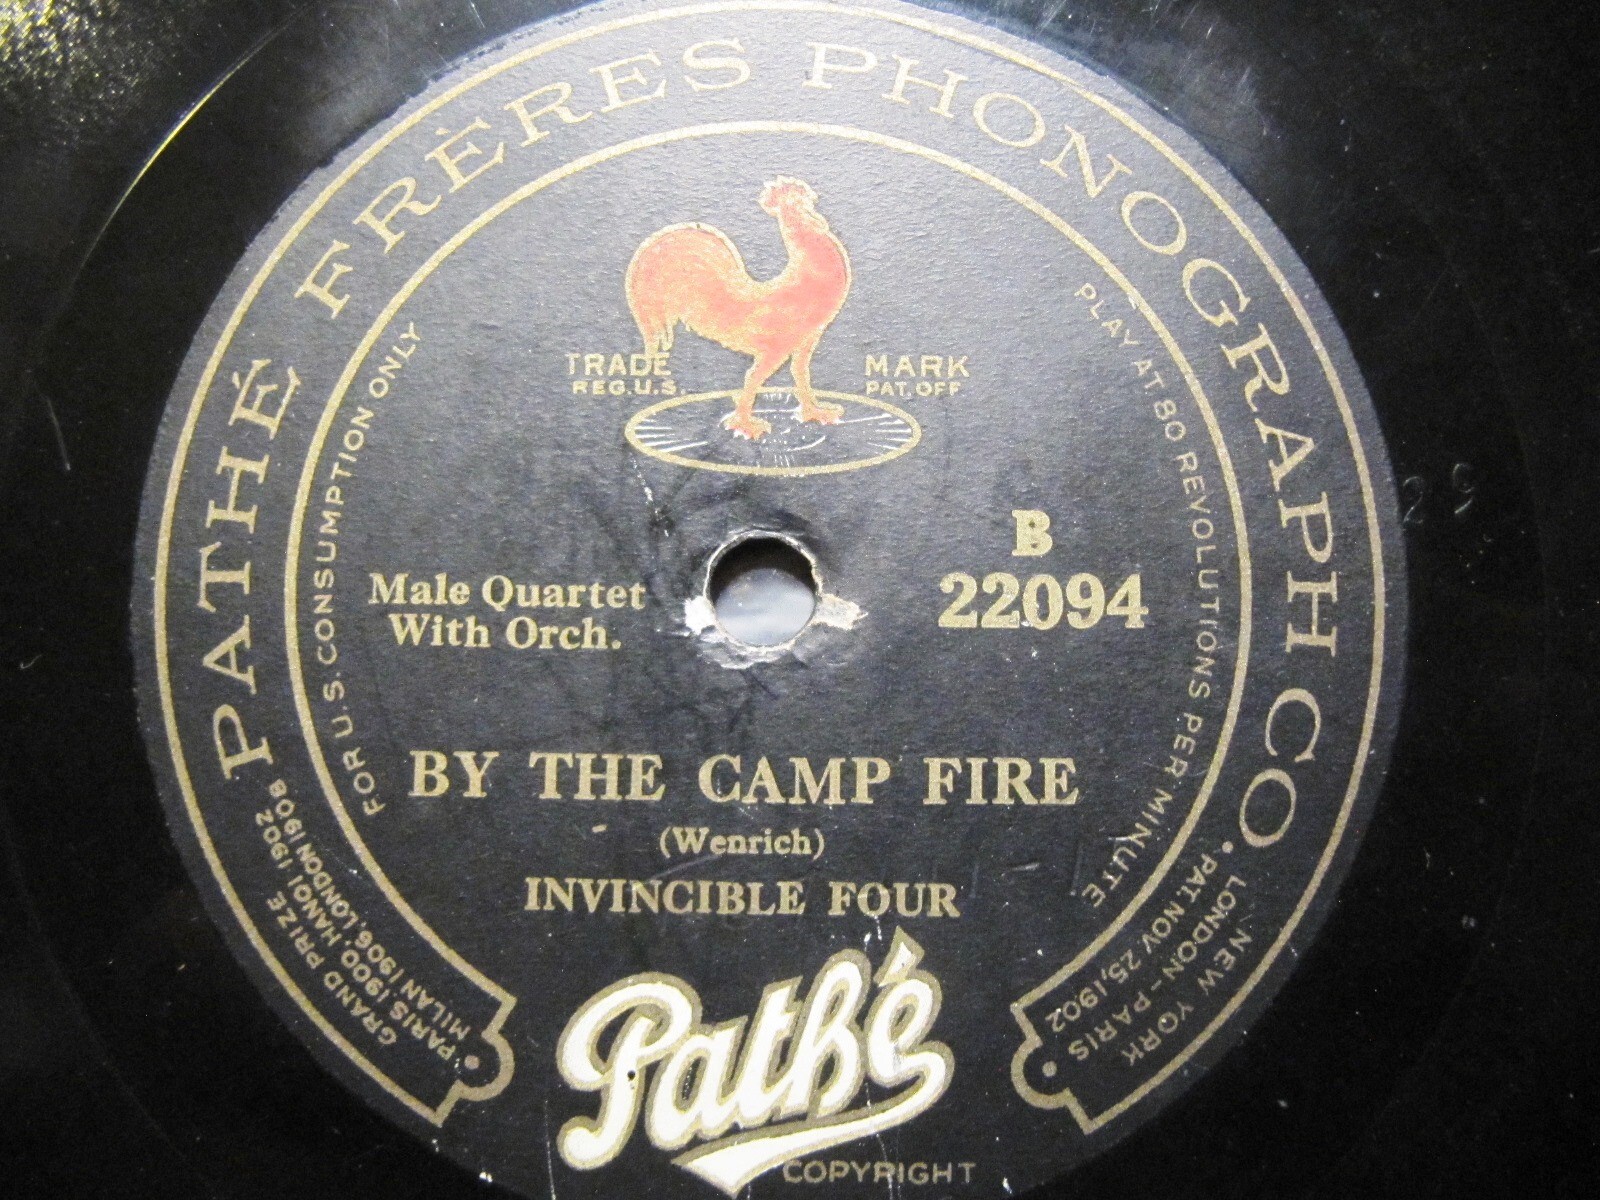 PATHÉ FRÈRES PHONOGRAPH CO.
NEW YORK
LONDON-PARIS
PAT. NOV 25, 1902
GRAND PRIZE
PARIS 1900, HANOI 1902
MILAN 1906, LONDON 1908
FOR U.S. CONSUMPTION ONLY
PLAY AT 80 REVOLUTIONS PER MINUTE
TRADE MARK
REG. U.S. PAT. OFF
B
22094
Male Quartet
With Orch.
BY THE CAMP FIRE
(Wenrich)
INVINCIBLE FOUR
Pathé
COPYRIGHT